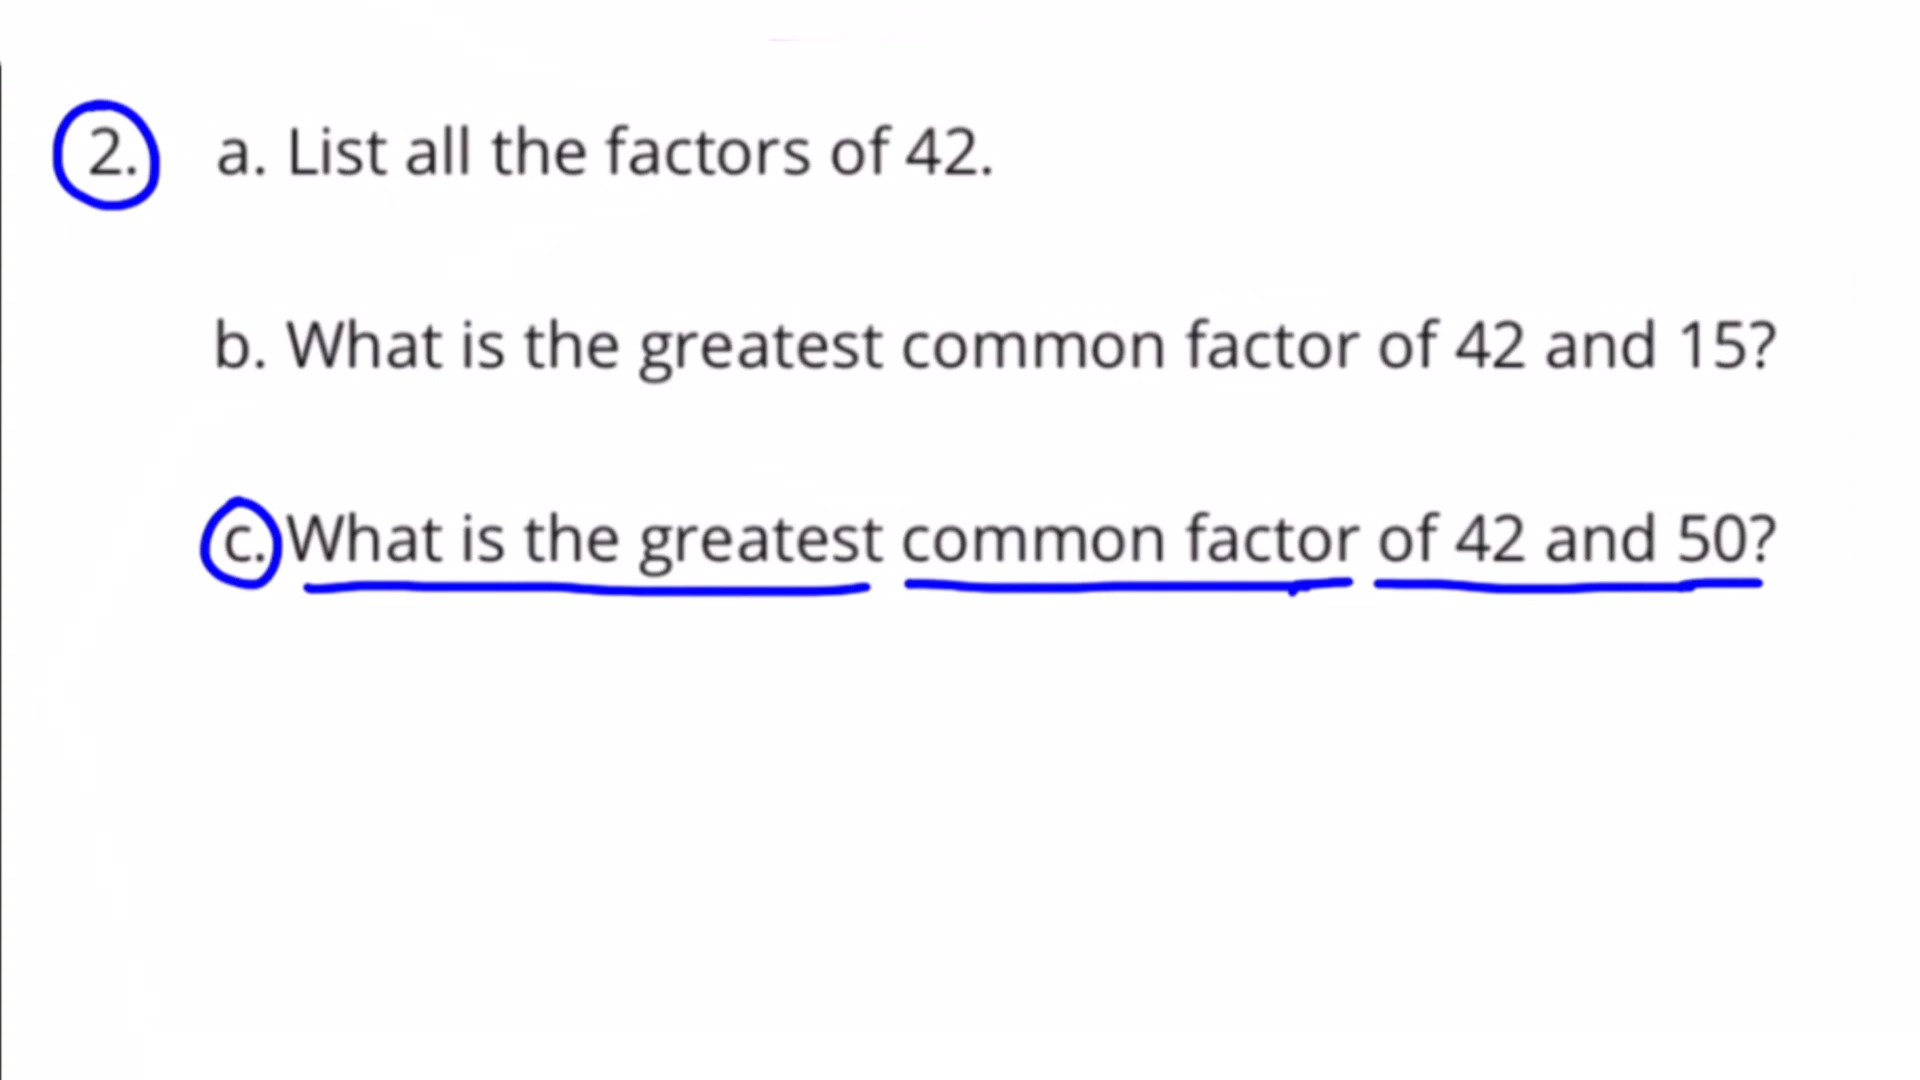 2. a. List all the factors of 42.
b. What is the greatest common factor of 42 and 15?
c. What is the greatest common factor of 42 and 50?